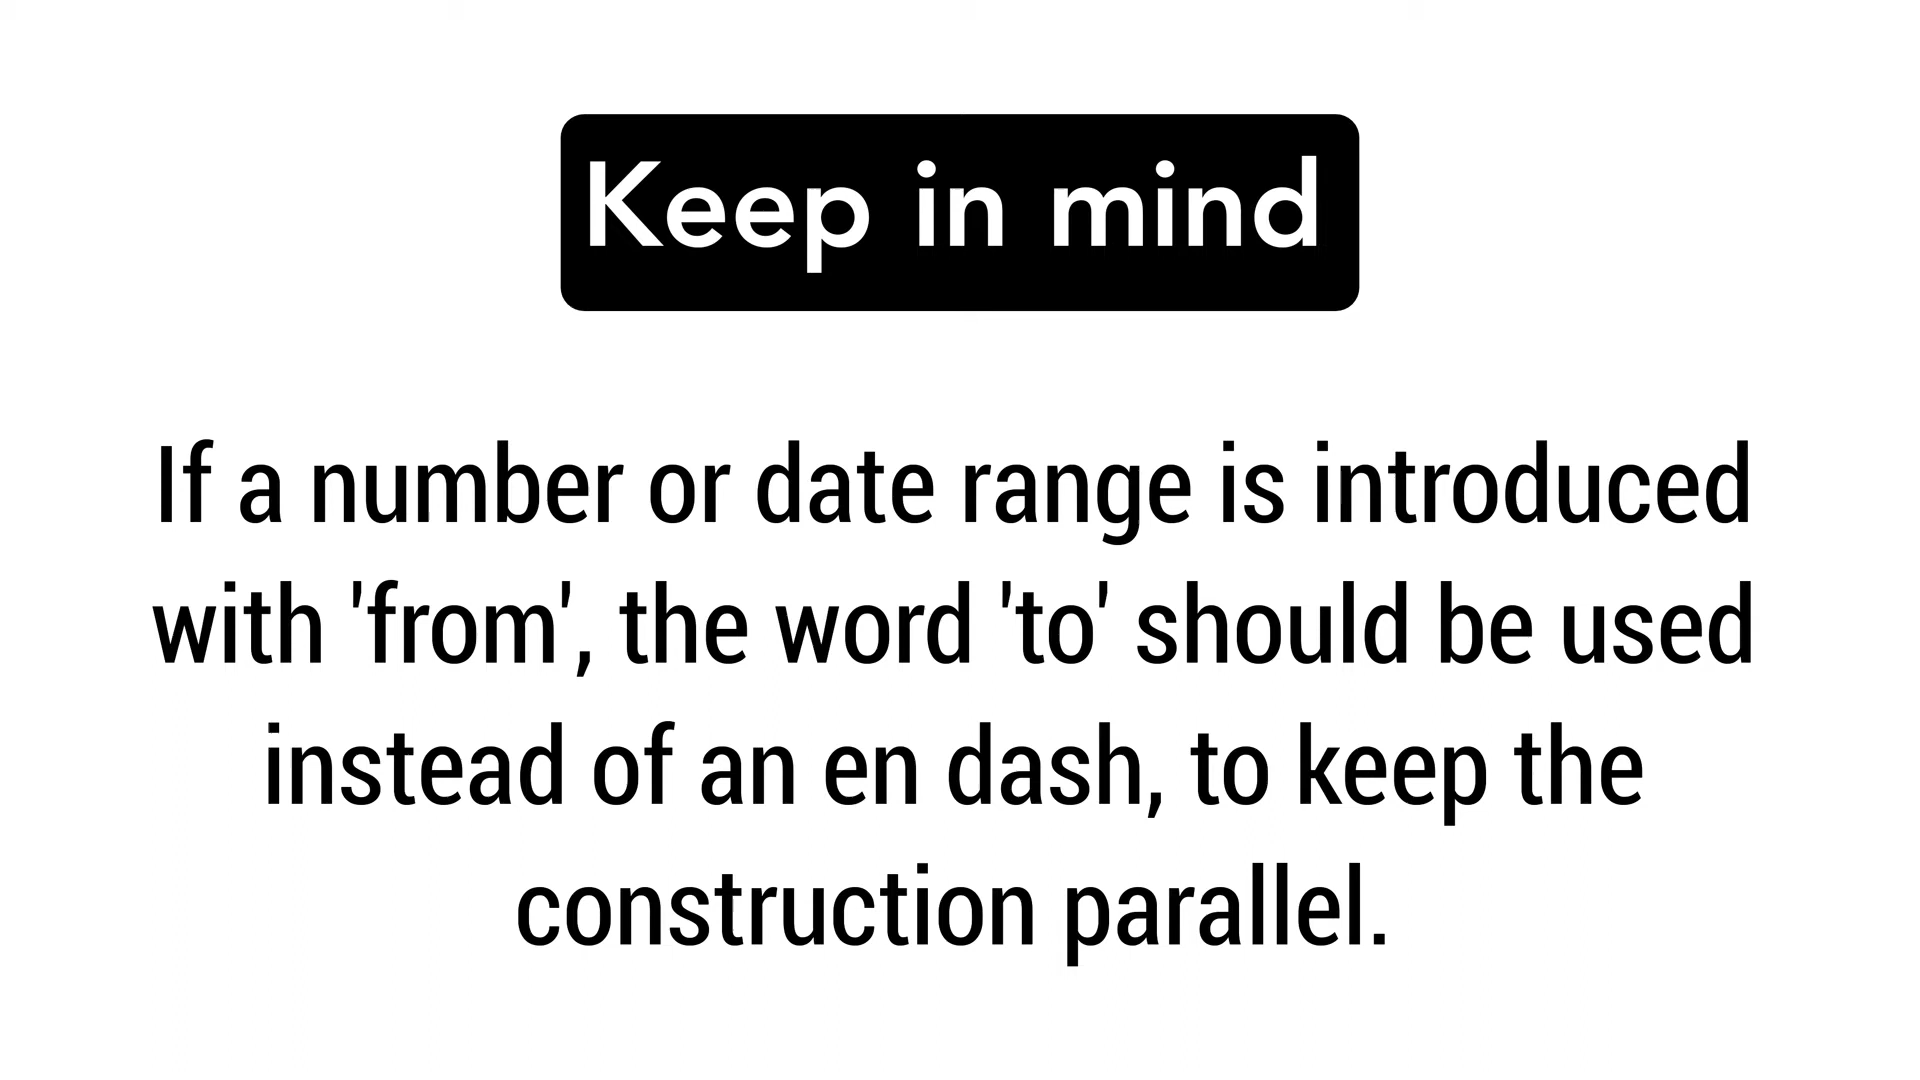 Keep in mind
If a number or date range is introduced
with 'from', the word 'to' should be used
instead of an en dash, to keep the
construction parallel.